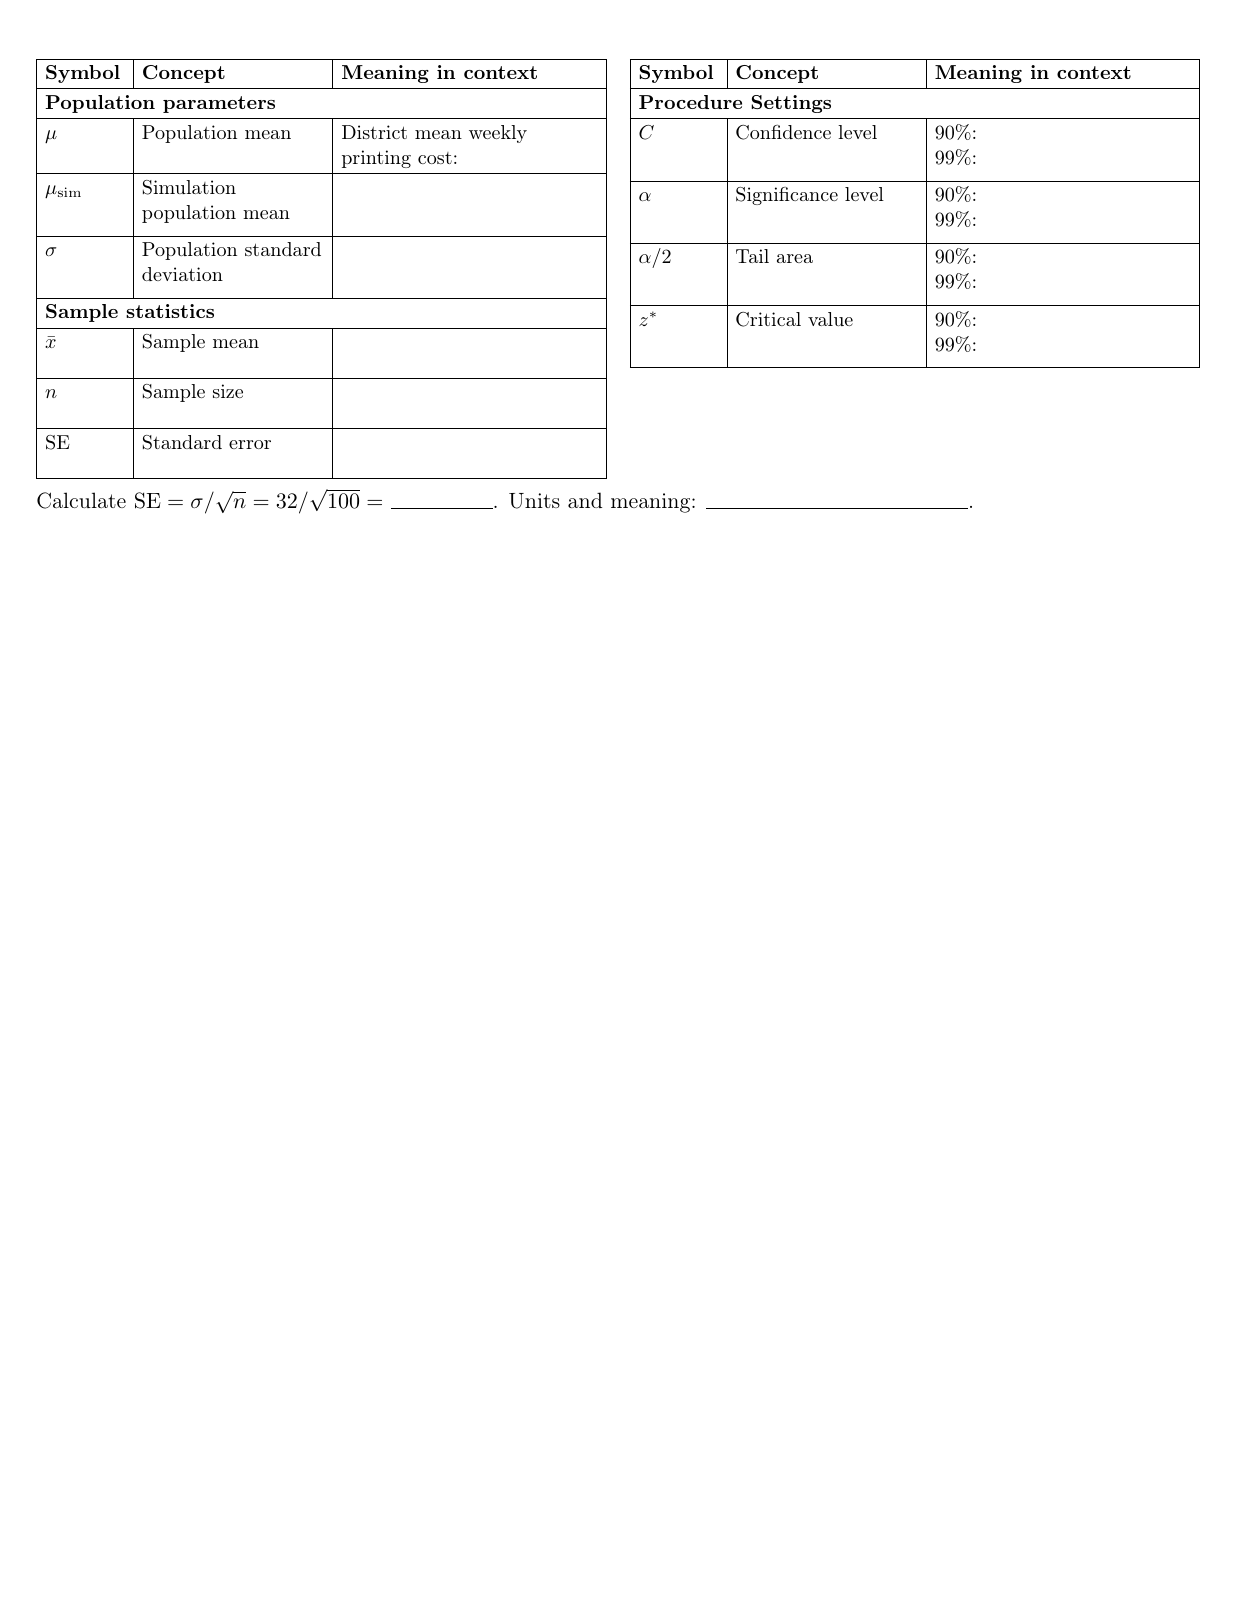 Symbol Concept Meaning in context
Population parameters
μ Population mean District mean weekly
printing cost:
μsim Simulation
population mean
σ Population standard
deviation
Sample statistics
x̄ Sample mean
n Sample size
SE Standard error
Symbol Concept Meaning in context
Procedure Settings
C Confidence level 90%:
99%:
α Significance level 90%:
99%:
α/2 Tail area 90%:
99%:
z* Critical value 90%:
99%:
Calculate SE = σ/√n = 32/√100 = ________. Units and meaning: ____________________.